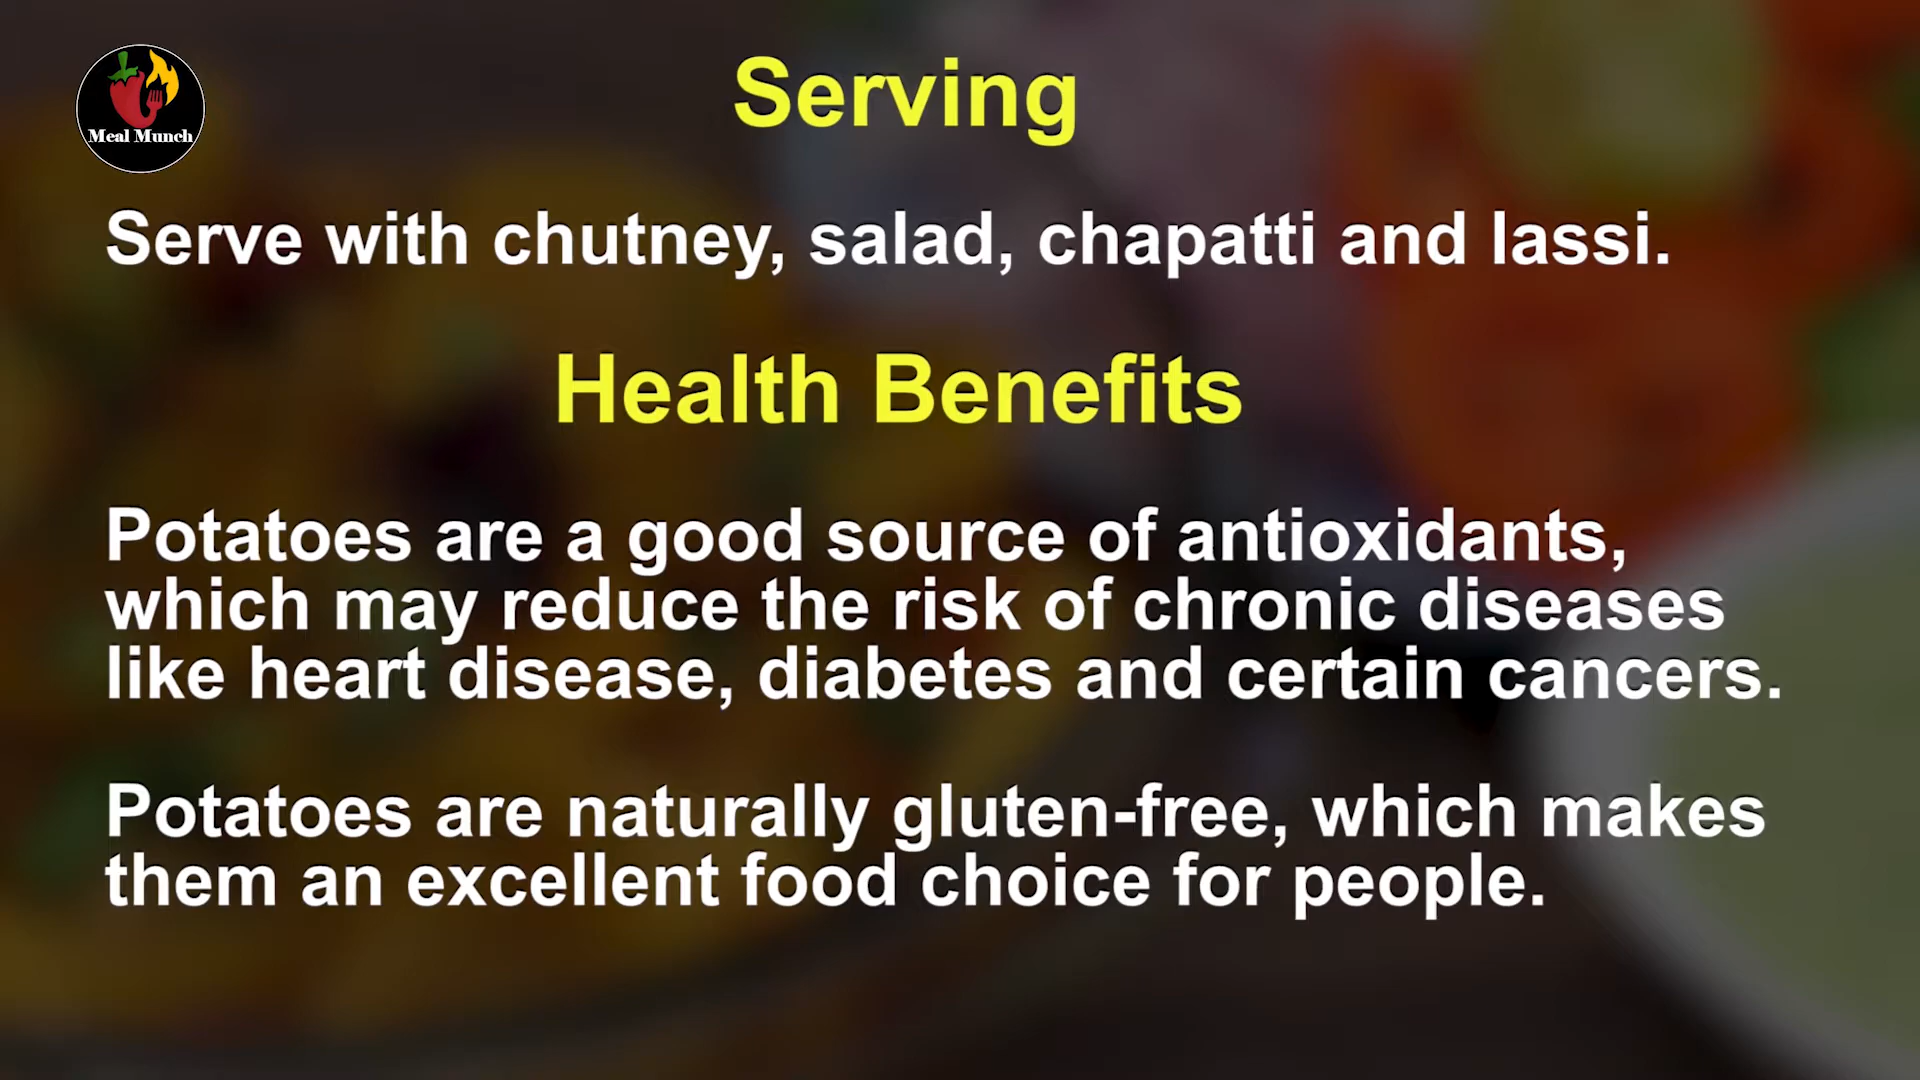 Meal Munch
Serving
Serve with chutney, salad, chapatti and lassi.
Health Benefits
Potatoes are a good source of antioxidants,
which may reduce the risk of chronic diseases
like heart disease, diabetes and certain cancers.
Potatoes are naturally gluten-free, which makes
them an excellent food choice for people.